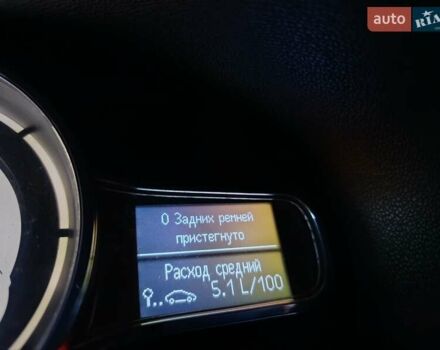 auto RIA
0 Задних ремней
пристегнуто
Расход средний
5.1 L/100